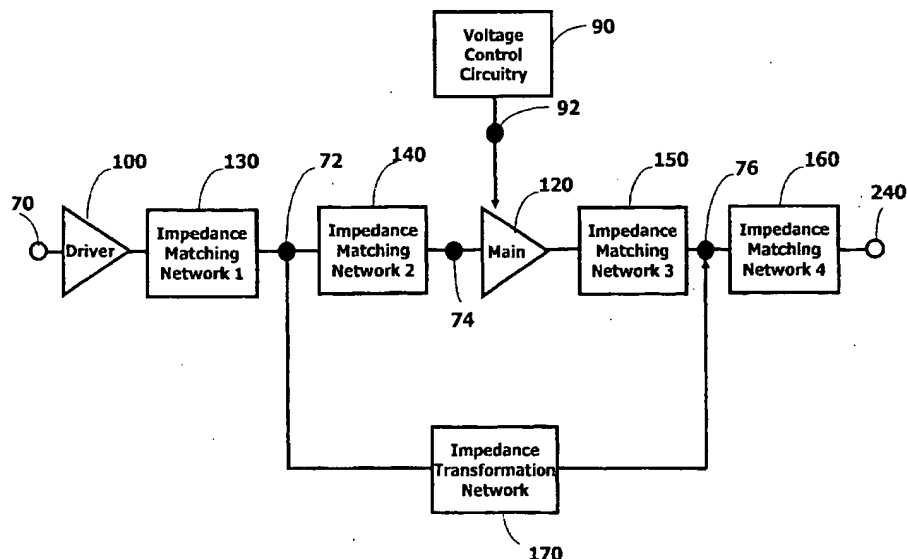 90
Voltage
Control
Circuitry
92
100
130
72
140
120
150
76
160
240
70
Driver
Impedance
Matching
Network 1
Impedance
Matching
Network 2
74
Main
Impedance
Matching
Network 3
Impedance
Matching
Network 4
Impedance
Transformation
Network
170